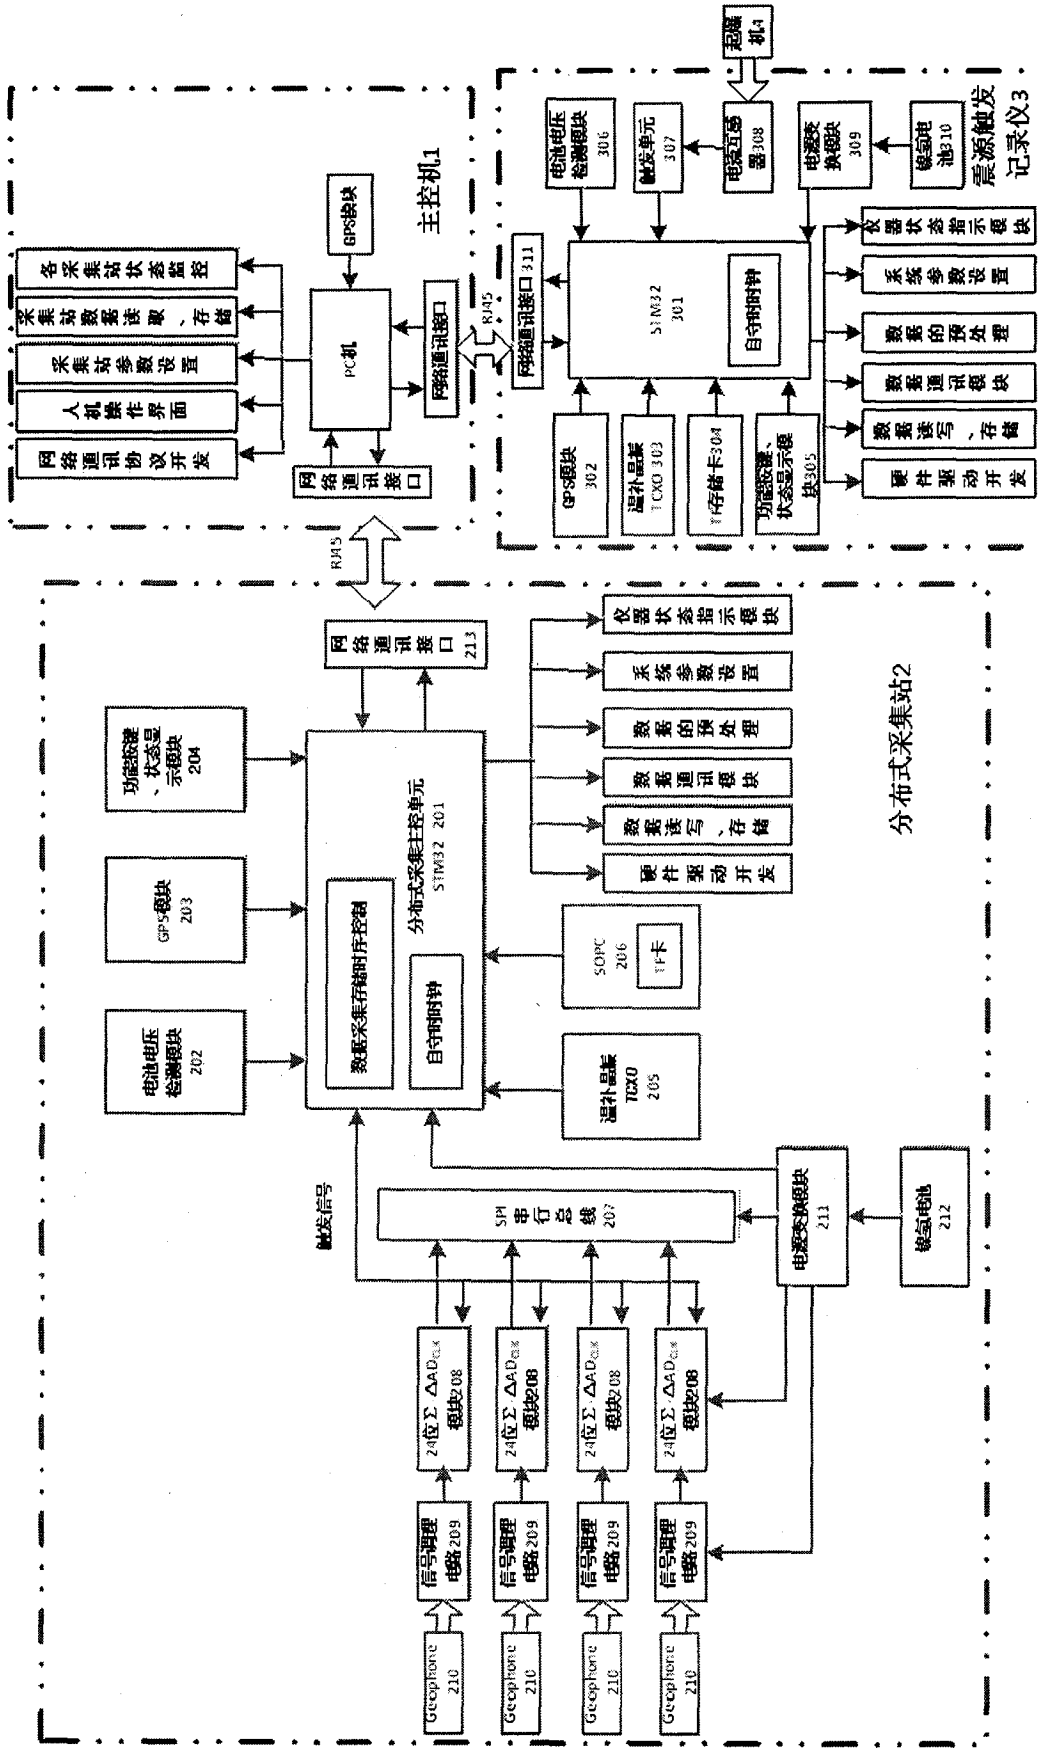 Geophone
210
Geophone
210
Geophone
210
Geophone
210
信号调理
电路209
信号调理
电路209
信号调理
电路209
信号调理
电路209
24位Σ-ΔAD_CLK
模块208
24位Σ-ΔAD_CLK
模块208
24位Σ-ΔAD_CLK
模块208
24位Σ-ΔAD_CLK
模块208
触发信号
SPI
串行总线
207
电源变换模块
211
镍氢电池
212
电池电压
检测模块
202
GPS模块
203
功能按键
、状态显
示模块
204
数据采集存储时序控制
自守时时钟
分布式采集主控单元
STM32 201
温补晶振
TCXO
205
SOPC
206
TF卡
网络通讯接口
213
硬件驱动开发
数据读写、存储
数据通讯模块
数据的预处理
系统参数设置
仪器状态指示模块
分布式采集站2
RJ45
网络通讯协议开发
人机操作界面
采集站参数设置
采集站数据读取、存储
各采集站状态监控
网络通讯接口
PC机
GPS模块
网络通讯接口
主控机1
RJ45
网络通讯接口311
GPS模块
302
温补晶振
TCXO 303
TF存储卡304
功能按键、
状态显示模
块305
STM32
301
自守时时钟
电池电压
检测模块
306
触发单元
307
电流互感
器308
起爆
机4
电源变
换模块
309
镍氢电
池310
硬件驱动开发
数据读写、存储
数据通讯模块
数据的预处理
系统参数设置
仪器状态指示模块
震源触发
记录仪3